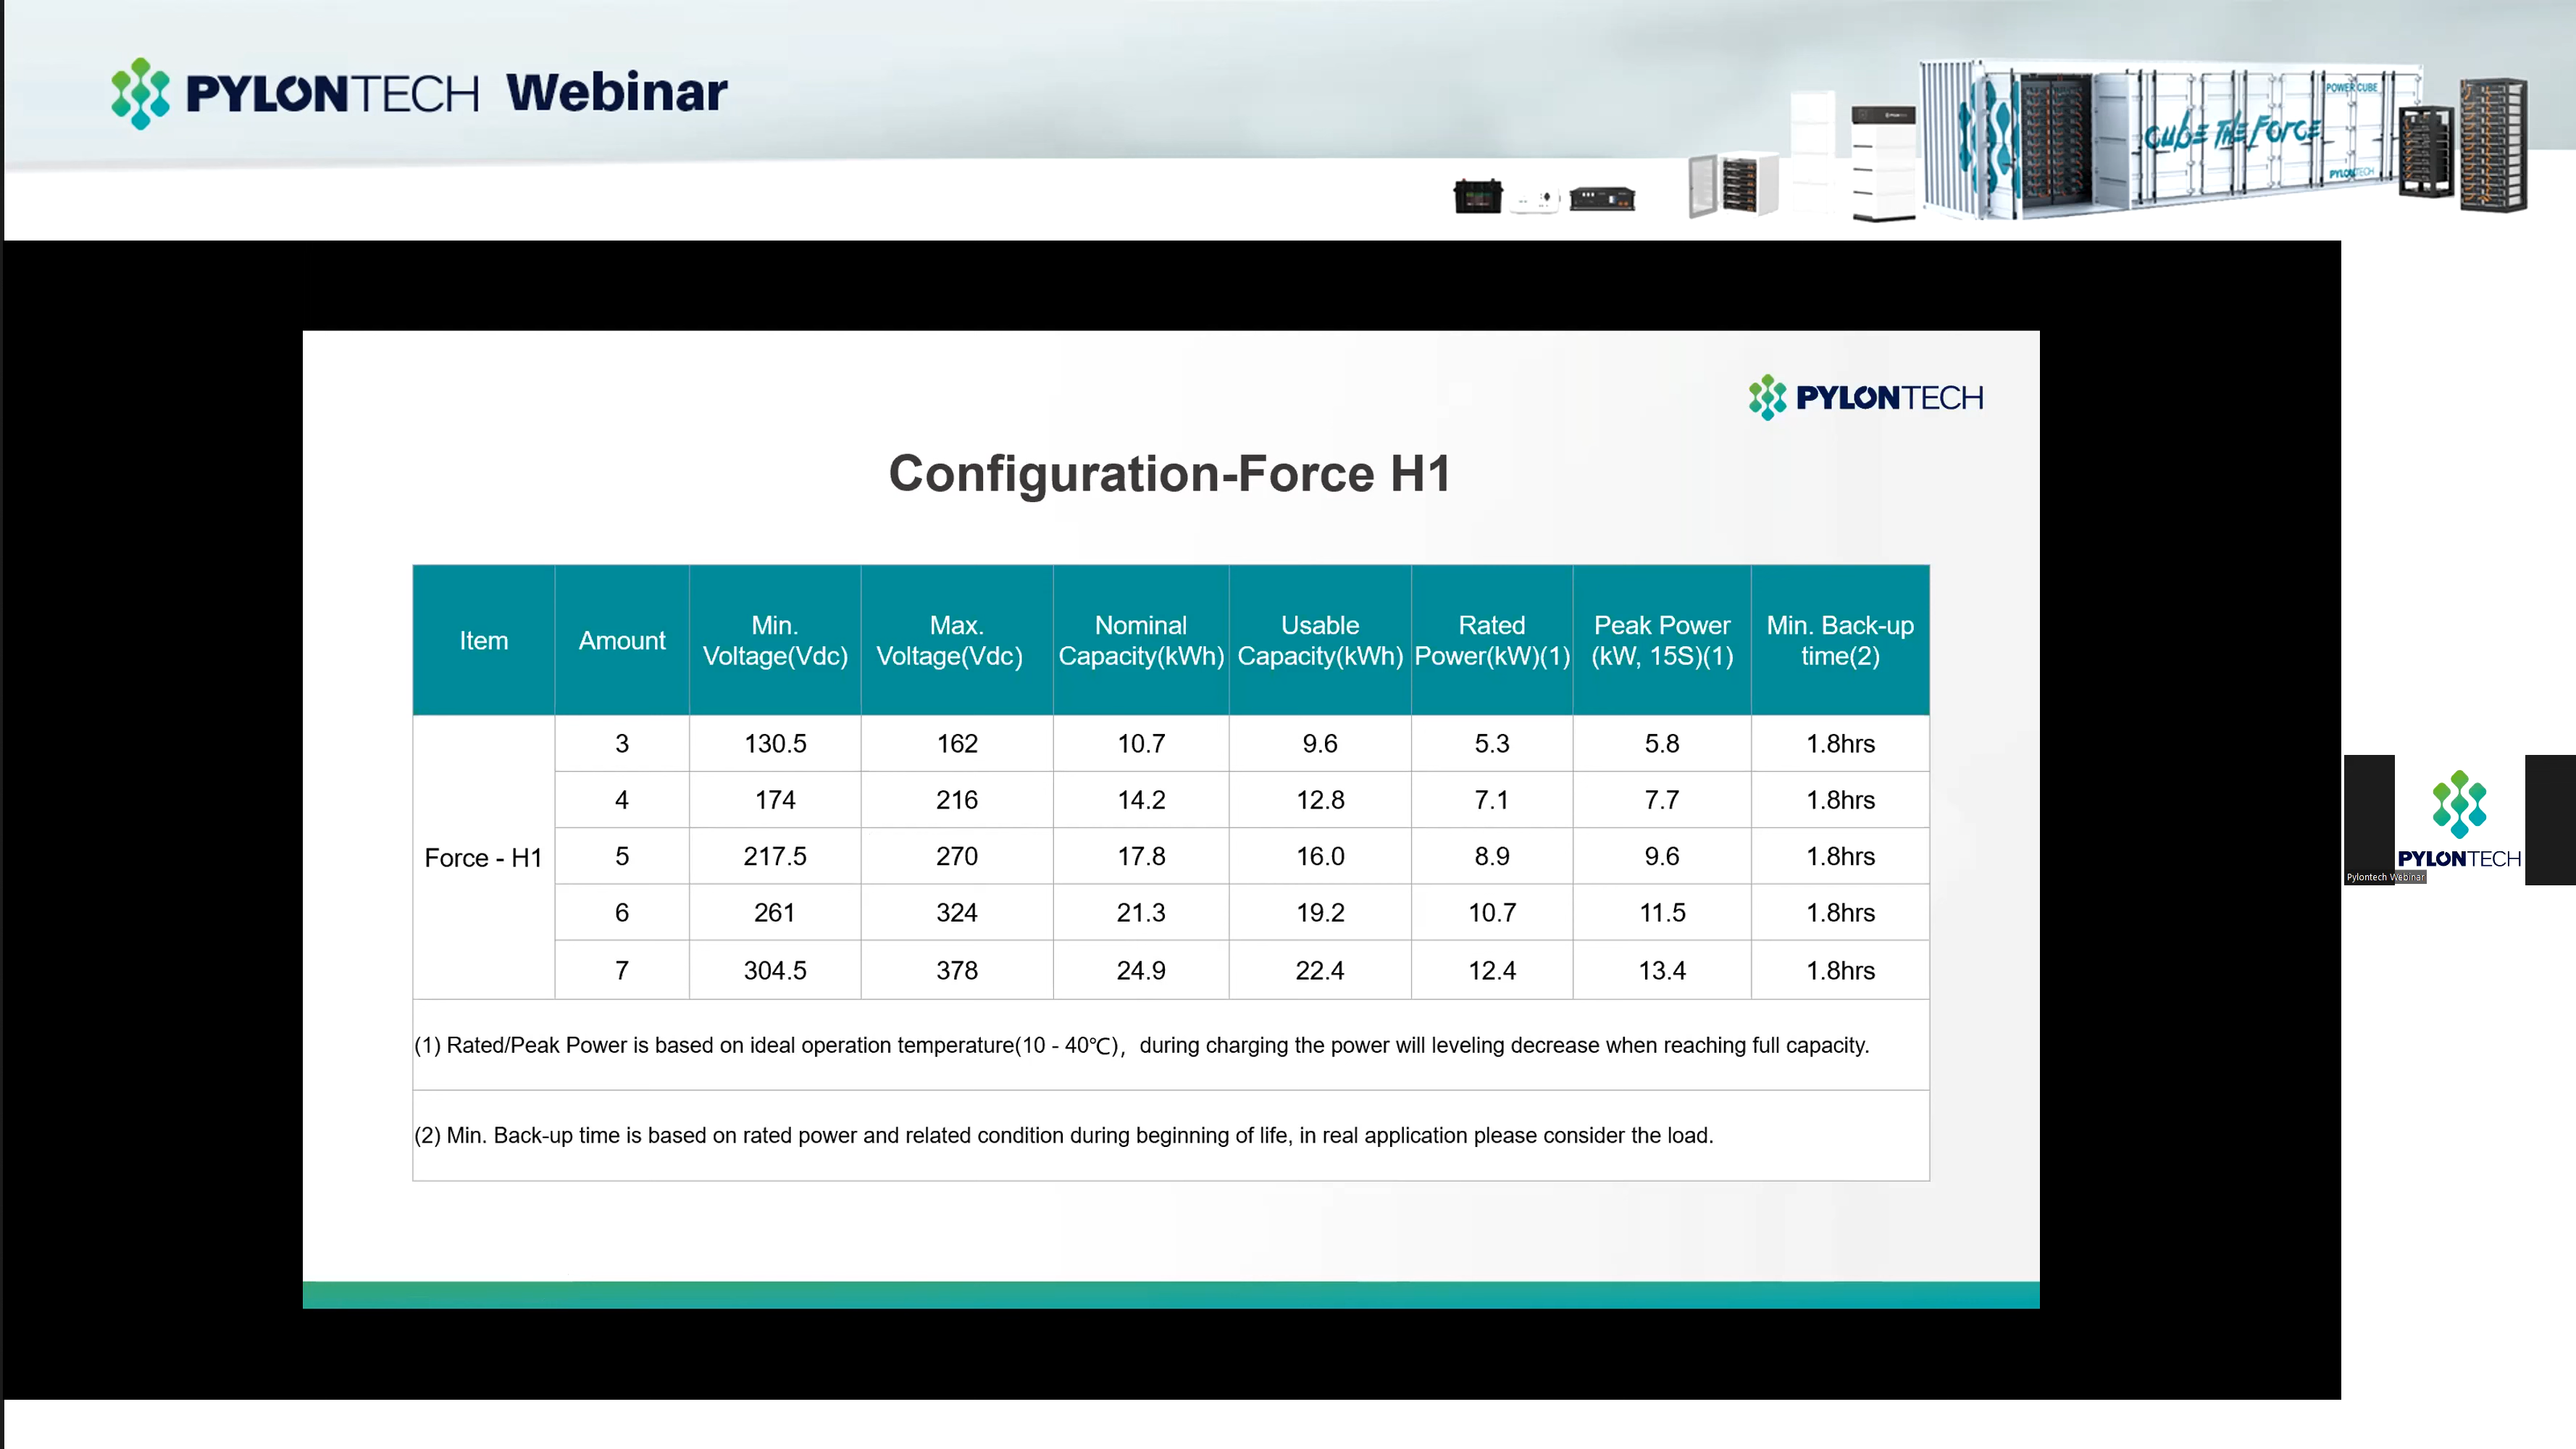 PYLONTECH Webinar
POWER CUBE
CUBE THE FORCE
PYLONTECH
PYLONTECH
Configuration-Force H1
Item Amount Min. Voltage(Vdc) Max. Voltage(Vdc) Nominal Capacity(kWh) Usable Capacity(kWh) Rated Power(kW)(1) Peak Power (kW, 15S)(1) Min. Back-up time(2)
3 130.5 162 10.7 9.6 5.3 5.8 1.8hrs
4 174 216 14.2 12.8 7.1 7.7 1.8hrs
Force - H1 5 217.5 270 17.8 16.0 8.9 9.6 1.8hrs
6 261 324 21.3 19.2 10.7 11.5 1.8hrs
7 304.5 378 24.9 22.4 12.4 13.4 1.8hrs
(1) Rated/Peak Power is based on ideal operation temperature(10 - 40℃)，during charging the power will leveling decrease when reaching full capacity.
(2) Min. Back-up time is based on rated power and related condition during beginning of life, in real application please consider the load.
PYLONTECH
Pylontech Webinar